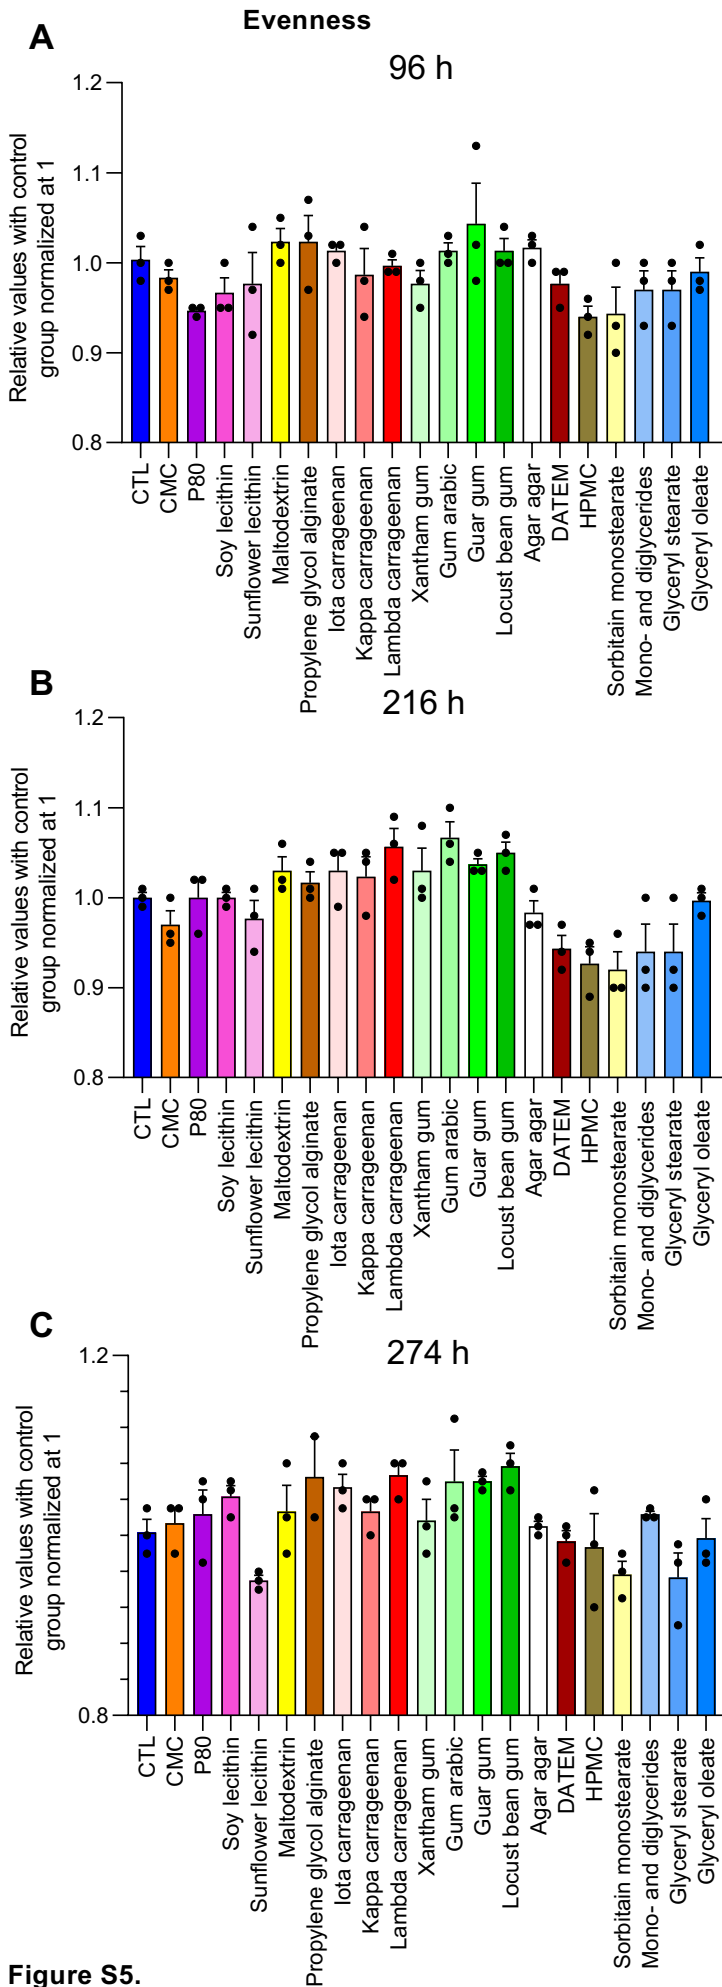 Evenness
A
96 h
Relative values with control
group normalized at 1
1.2
1.1
1.0
0.9
0.8
CTL
CMC
P80
Soy lecithin
Sunflower lecithin
Maltodextrin
Propylene glycol alginate
Iota carrageenan
Kappa carrageenan
Lambda carrageenan
Xantham gum
Gum arabic
Guar gum
Locust bean gum
Agar agar
DATEM
HPMC
Sorbitain monostearate
Mono- and diglycerides
Glyceryl stearate
Glyceryl oleate
B
216 h
Relative values with control
group normalized at 1
1.2
1.1
1.0
0.9
0.8
CTL
CMC
P80
Soy lecithin
Sunflower lecithin
Maltodextrin
Propylene glycol alginate
Iota carrageenan
Kappa carrageenan
Lambda carrageenan
Xantham gum
Gum arabic
Guar gum
Locust bean gum
Agar agar
DATEM
HPMC
Sorbitain monostearate
Mono- and diglycerides
Glyceryl stearate
Glyceryl oleate
C
274 h
Relative values with control
group normalized at 1
1.2
0.8
CTL
CMC
P80
Soy lecithin
Sunflower lecithin
Maltodextrin
Propylene glycol alginate
Iota carrageenan
Kappa carrageenan
Lambda carrageenan
Xantham gum
Gum arabic
Guar gum
Locust bean gum
Agar agar
DATEM
HPMC
Sorbitain monostearate
Mono- and diglycerides
Glyceryl stearate
Glyceryl oleate
Figure S5.